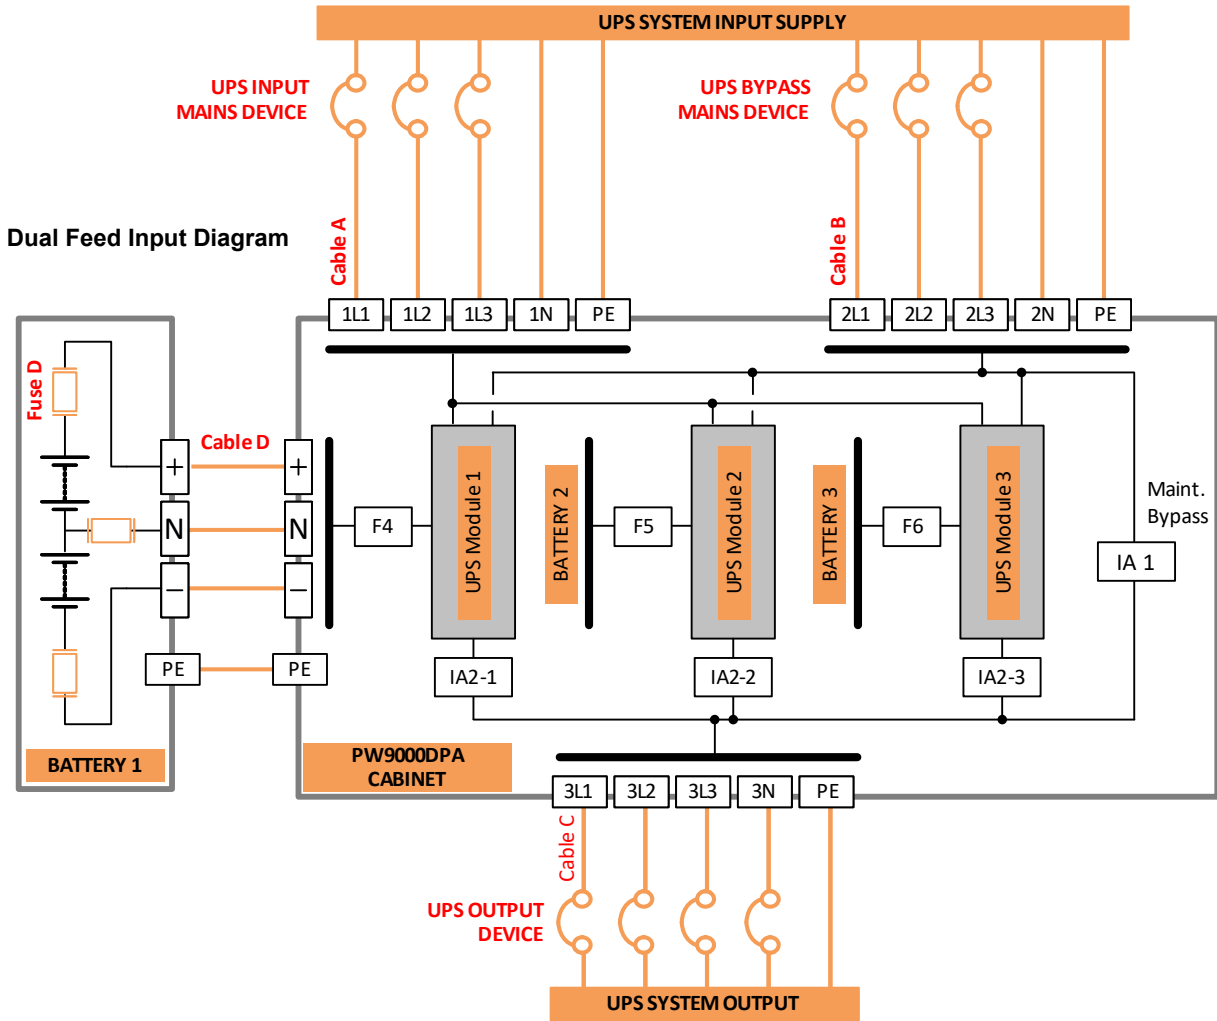 UPS SYSTEM INPUT SUPPLY
UPS INPUT
MAINS DEVICE
UPS BYPASS
MAINS DEVICE
Cable A
Cable B
Dual Feed Input Diagram
1L1
1L2
1L3
1N
PE
2L1
2L2
2L3
2N
PE
Fuse D
Cable D
+
+
N
N
−
−
PE
PE
F4
UPS Module 1
BATTERY 2
F5
UPS Module 2
BATTERY 3
F6
UPS Module 3
Maint.
Bypass
IA 1
IA2-1
IA2-2
IA2-3
BATTERY 1
PW9000DPA
CABINET
3L1
3L2
3L3
3N
PE
Cable C
UPS OUTPUT
DEVICE
UPS SYSTEM OUTPUT